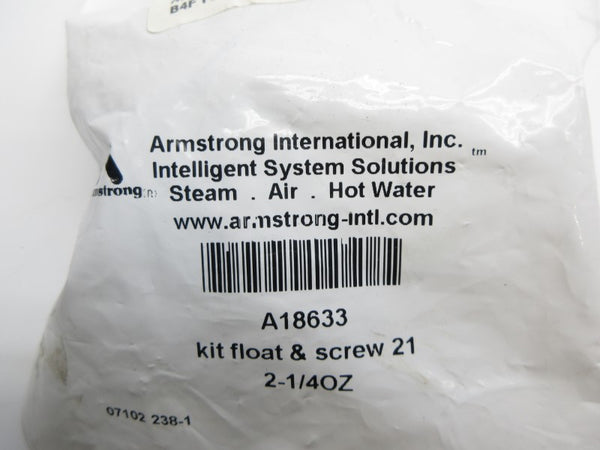 Armstrong International, Inc.
Intelligent System Solutions tm
Steam . Air . Hot Water
www.armstrong-intl.com
A18633
kit float & screw 21
2-1/4OZ
07102 238-1